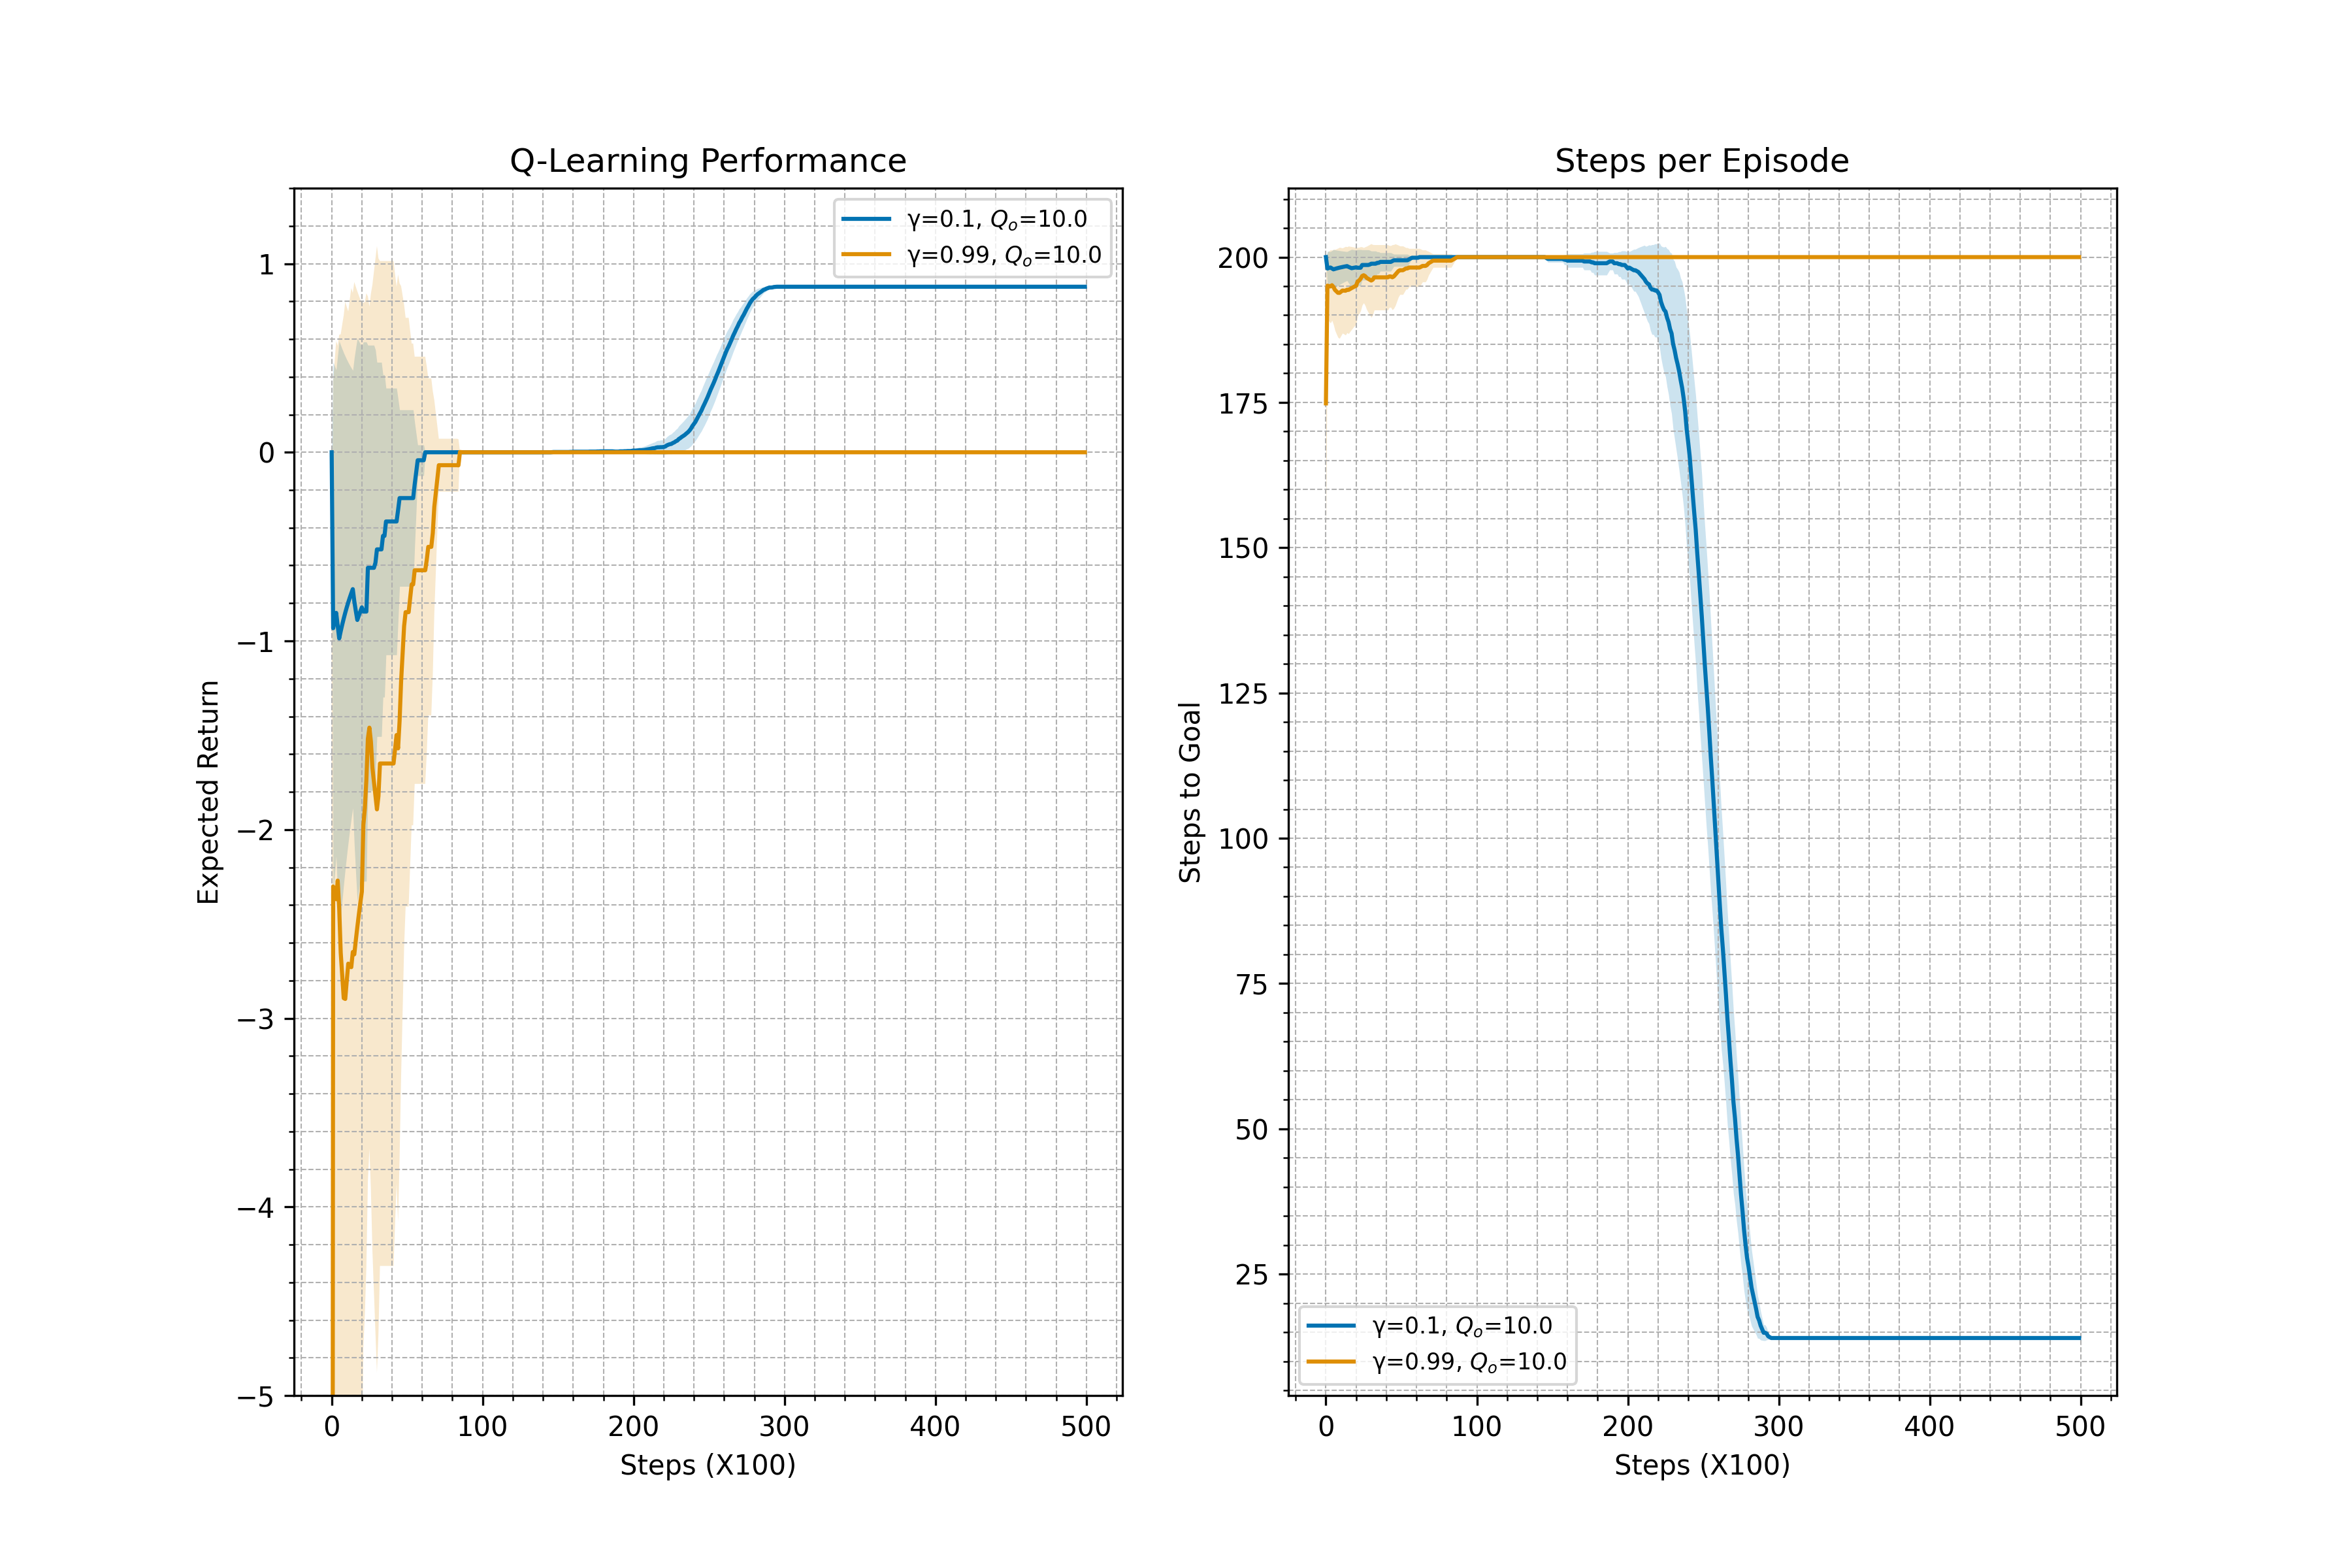 Q-Learning Performance
γ=0.1, Qo=10.0
γ=0.99, Qo=10.0
1
0
−1
−2
−3
−4
−5
Expected Return
0 100 200 300 400 500
Steps (X100)
Steps per Episode
200
175
150
125
100
75
50
25
Steps to Goal
γ=0.1, Qo=10.0
γ=0.99, Qo=10.0
0 100 200 300 400 500
Steps (X100)